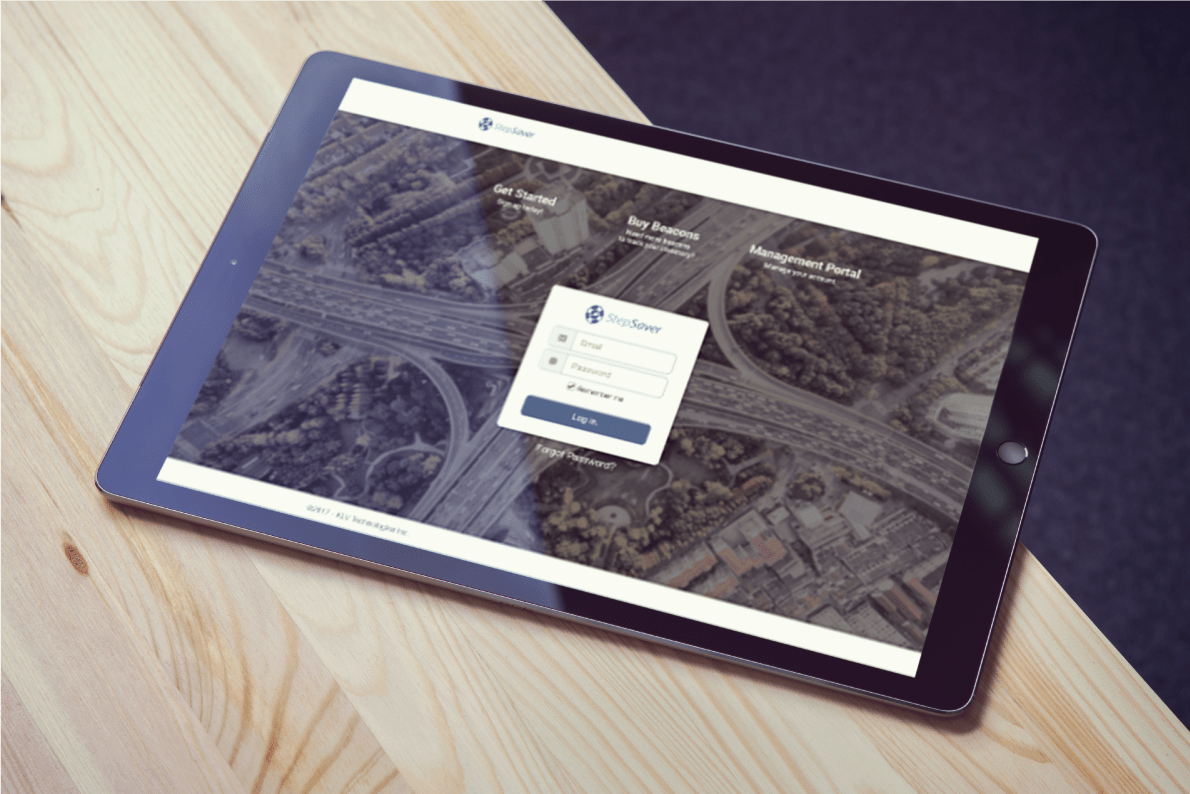 StepSaver
Get Started
Sign up today!
Buy Beacons
Need more beacons
to track your inventory?
Management Portal
Manage your account.
StepSaver
Email
Password
Remember me
Log in
Forgot Password?
©2017 - KLV Technologies Inc.